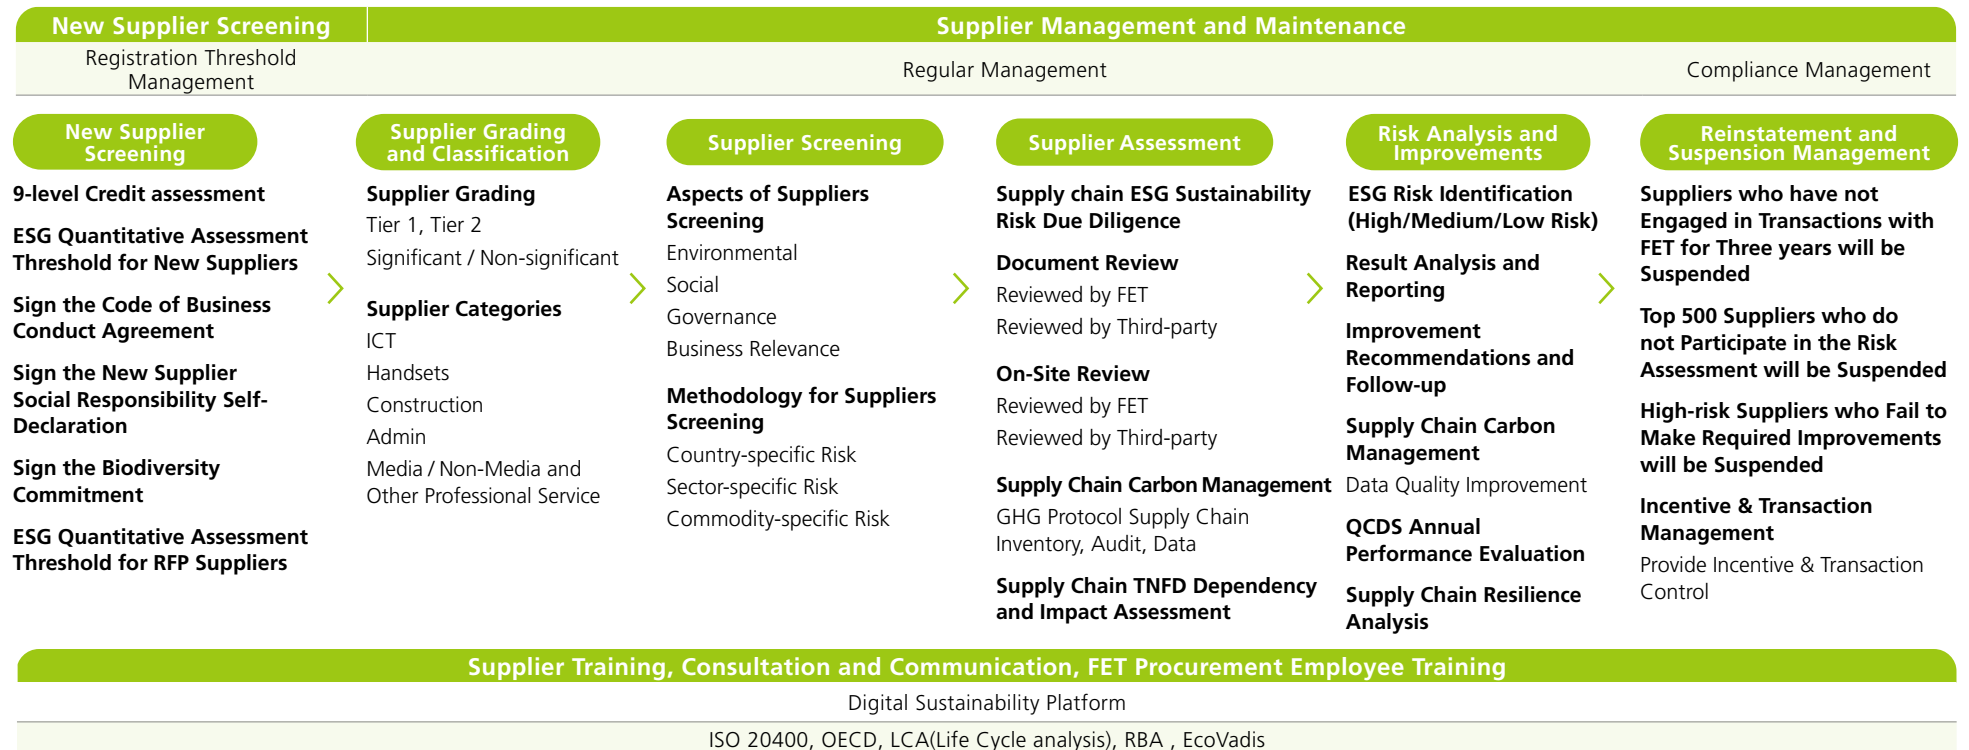 New Supplier Screening
Supplier Management and Maintenance
Registration Threshold
Management
Regular Management
Compliance Management
New Supplier
Screening
9-level Credit assessment
ESG Quantitative Assessment
Threshold for New Suppliers
Sign the Code of Business
Conduct Agreement
Sign the New Supplier
Social Responsibility Self-
Declaration
Sign the Biodiversity
Commitment
ESG Quantitative Assessment
Threshold for RFP Suppliers
Supplier Grading
and Classification
Supplier Grading
Tier 1, Tier 2
Significant / Non-significant
Supplier Categories
ICT
Handsets
Construction
Admin
Media / Non-Media and
Other Professional Service
Supplier Screening
Aspects of Suppliers
Screening
Environmental
Social
Governance
Business Relevance
Methodology for Suppliers
Screening
Country-specific Risk
Sector-specific Risk
Commodity-specific Risk
Supplier Assessment
Supply chain ESG Sustainability
Risk Due Diligence
Document Review
Reviewed by FET
Reviewed by Third-party
On-Site Review
Reviewed by FET
Reviewed by Third-party
Supply Chain Carbon Management
GHG Protocol Supply Chain
Inventory, Audit, Data
Supply Chain TNFD Dependency
and Impact Assessment
Risk Analysis and
Improvements
ESG Risk Identification
(High/Medium/Low Risk)
Result Analysis and
Reporting
Improvement
Recommendations and
Follow-up
Supply Chain Carbon
Management
Data Quality Improvement
QCDS Annual
Performance Evaluation
Supply Chain Resilience
Analysis
Reinstatement and
Suspension Management
Suppliers who have not
Engaged in Transactions with
FET for Three years will be
Suspended
Top 500 Suppliers who do
not Participate in the Risk
Assessment will be Suspended
High-risk Suppliers who Fail to
Make Required Improvements
will be Suspended
Incentive & Transaction
Management
Provide Incentive & Transaction
Control
Supplier Training, Consultation and Communication, FET Procurement Employee Training
Digital Sustainability Platform
ISO 20400, OECD, LCA(Life Cycle analysis), RBA , EcoVadis